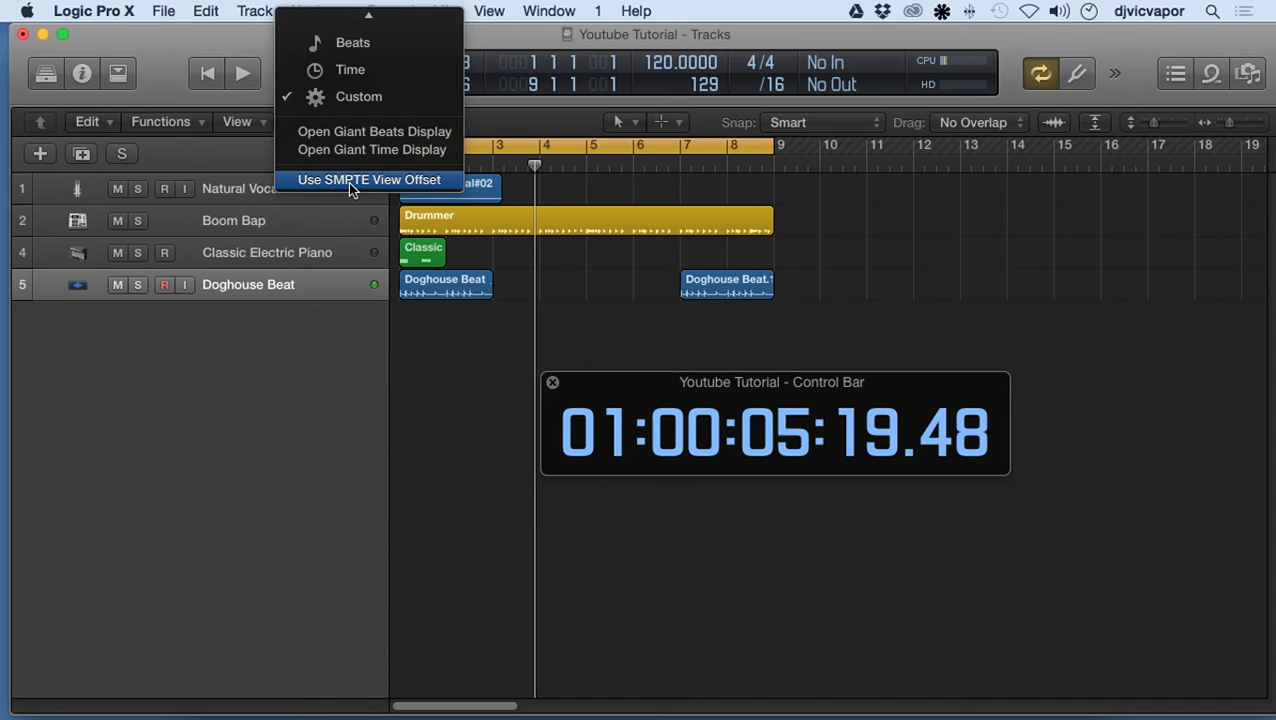 Logic Pro X File Edit Track View Window 1 Help djvicvapor
Youtube Tutorial - Tracks
Beats
Time
Custom
Open Giant Beats Display
Open Giant Time Display
Use SMPTE View Offset
1 1 1 120.0000 4/4 No In CPU
9 1 1 1 129 /16 No Out HD
Edit Functions View Snap: Smart Drag: No Overlap
S 3 4 5 6 7 8 9 10 11 12 13 14 15 16 17 18 19
1 M S R I Natural Voca al#02
2 M S Boom Bap Drummer
4 M S R Classic Electric Piano Classic
5 M S R I Doghouse Beat Doghouse Beat Doghouse Beat.
Youtube Tutorial - Control Bar
01:00:05:19.48